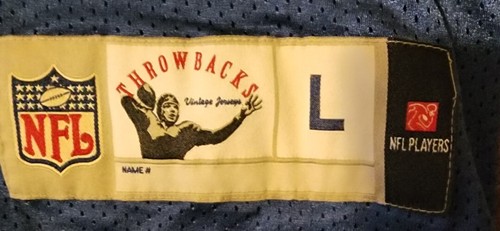 NFL
THROWBACKS
Vintage Jerseys
NAME #
L
NFL PLAYERS